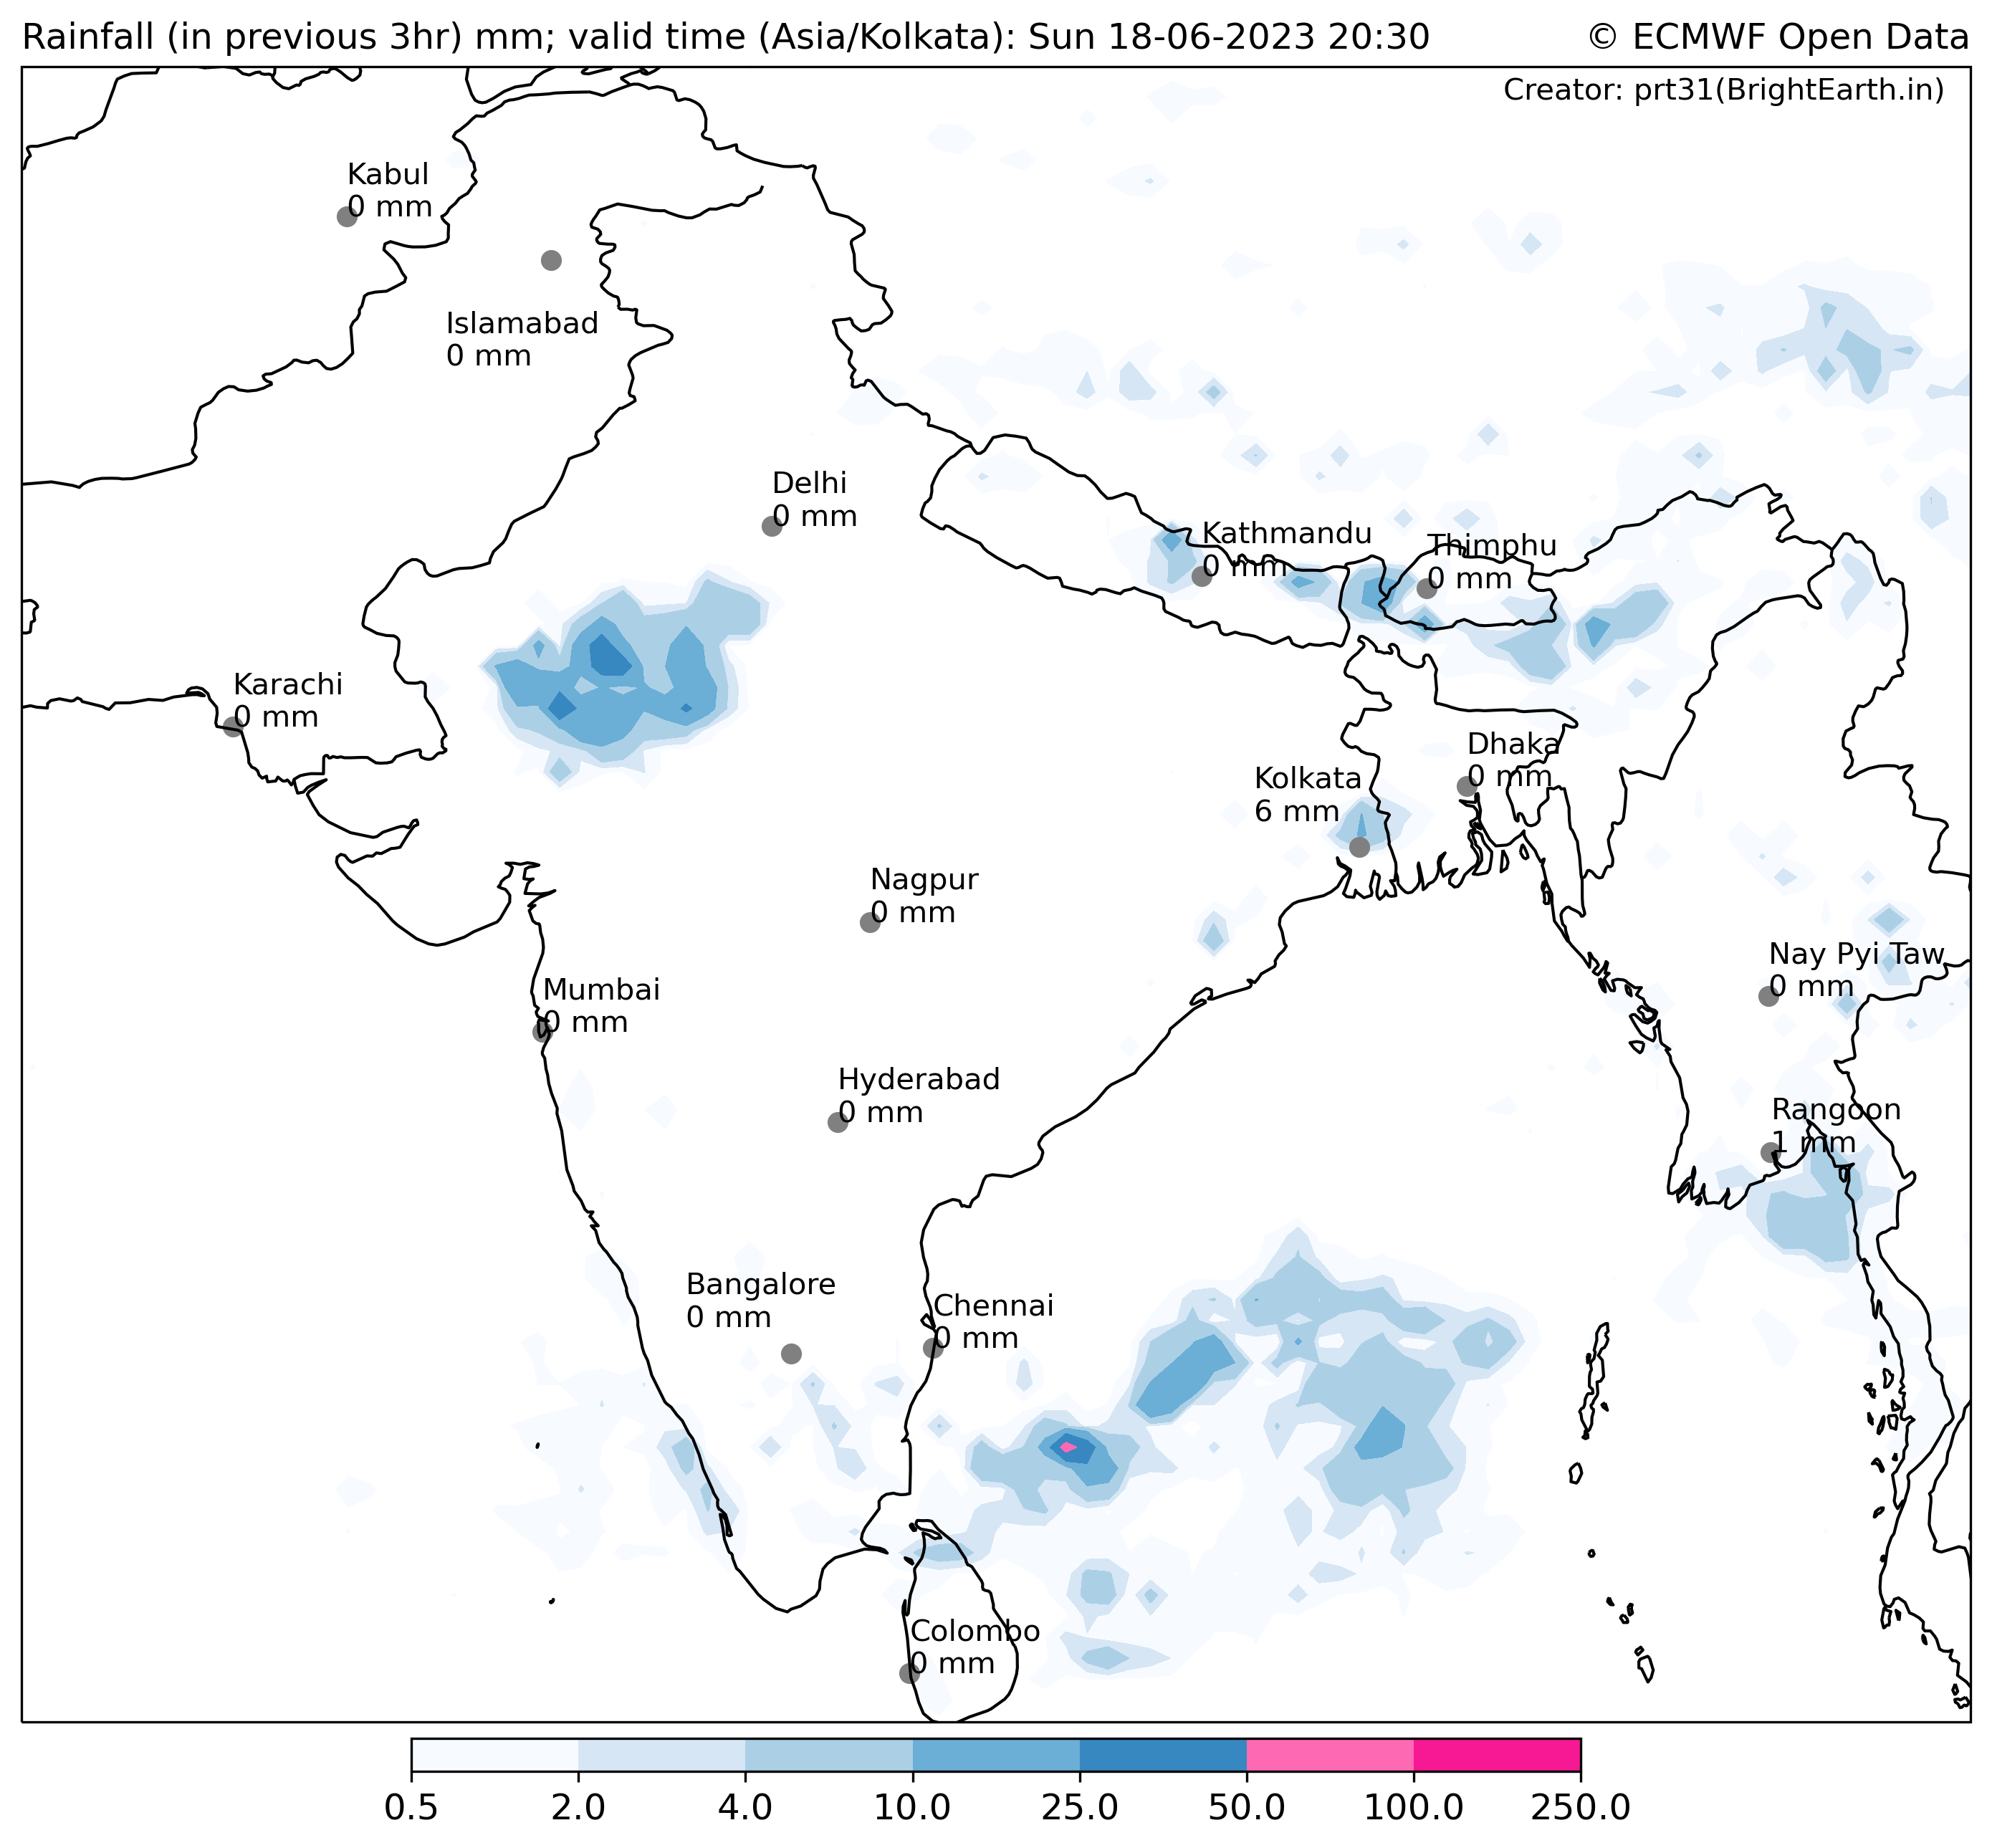 Rainfall (in previous 3hr) mm; valid time (Asia/Kolkata): Sun 18-06-2023 20:30
© ECMWF Open Data
Creator: prt31(BrightEarth.in)
Kabul
0 mm
Islamabad
0 mm
Delhi
0 mm
Kathmandu
0 mm
Thimphu
0 mm
Karachi
0 mm
Dhaka
0 mm
Kolkata
6 mm
Nagpur
0 mm
Nay Pyi Taw
0 mm
Mumbai
0 mm
Hyderabad
0 mm
Rangoon
1 mm
Bangalore
0 mm
Chennai
0 mm
Colombo
0 mm
0.5 2.0 4.0 10.0 25.0 50.0 100.0 250.0